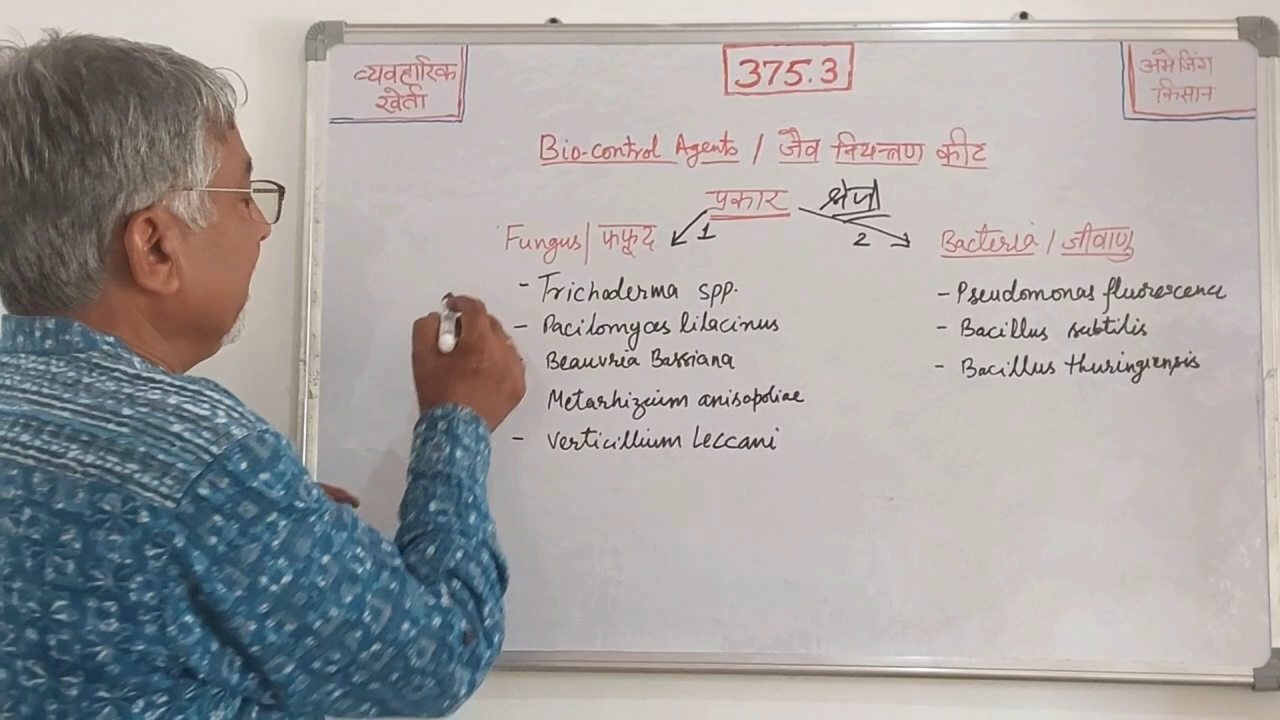 व्यवहारिक
खेती
375.3
अमेजिंग
किसान
Bio-control Agents / जैव नियन्त्रण कीट
प्रकार श्रेणी
1
2
Fungus / फफूद
- Trichoderma spp.
- Pacilomyces lilacinus
- Beauvria Bassiana
Metarhizium anisopoliae
- Verticillium Leccani
Bacteria / जीवाणु
- Pseudomonas fluorescence
- Bacillus subtilis
- Bacillus thuringiensis